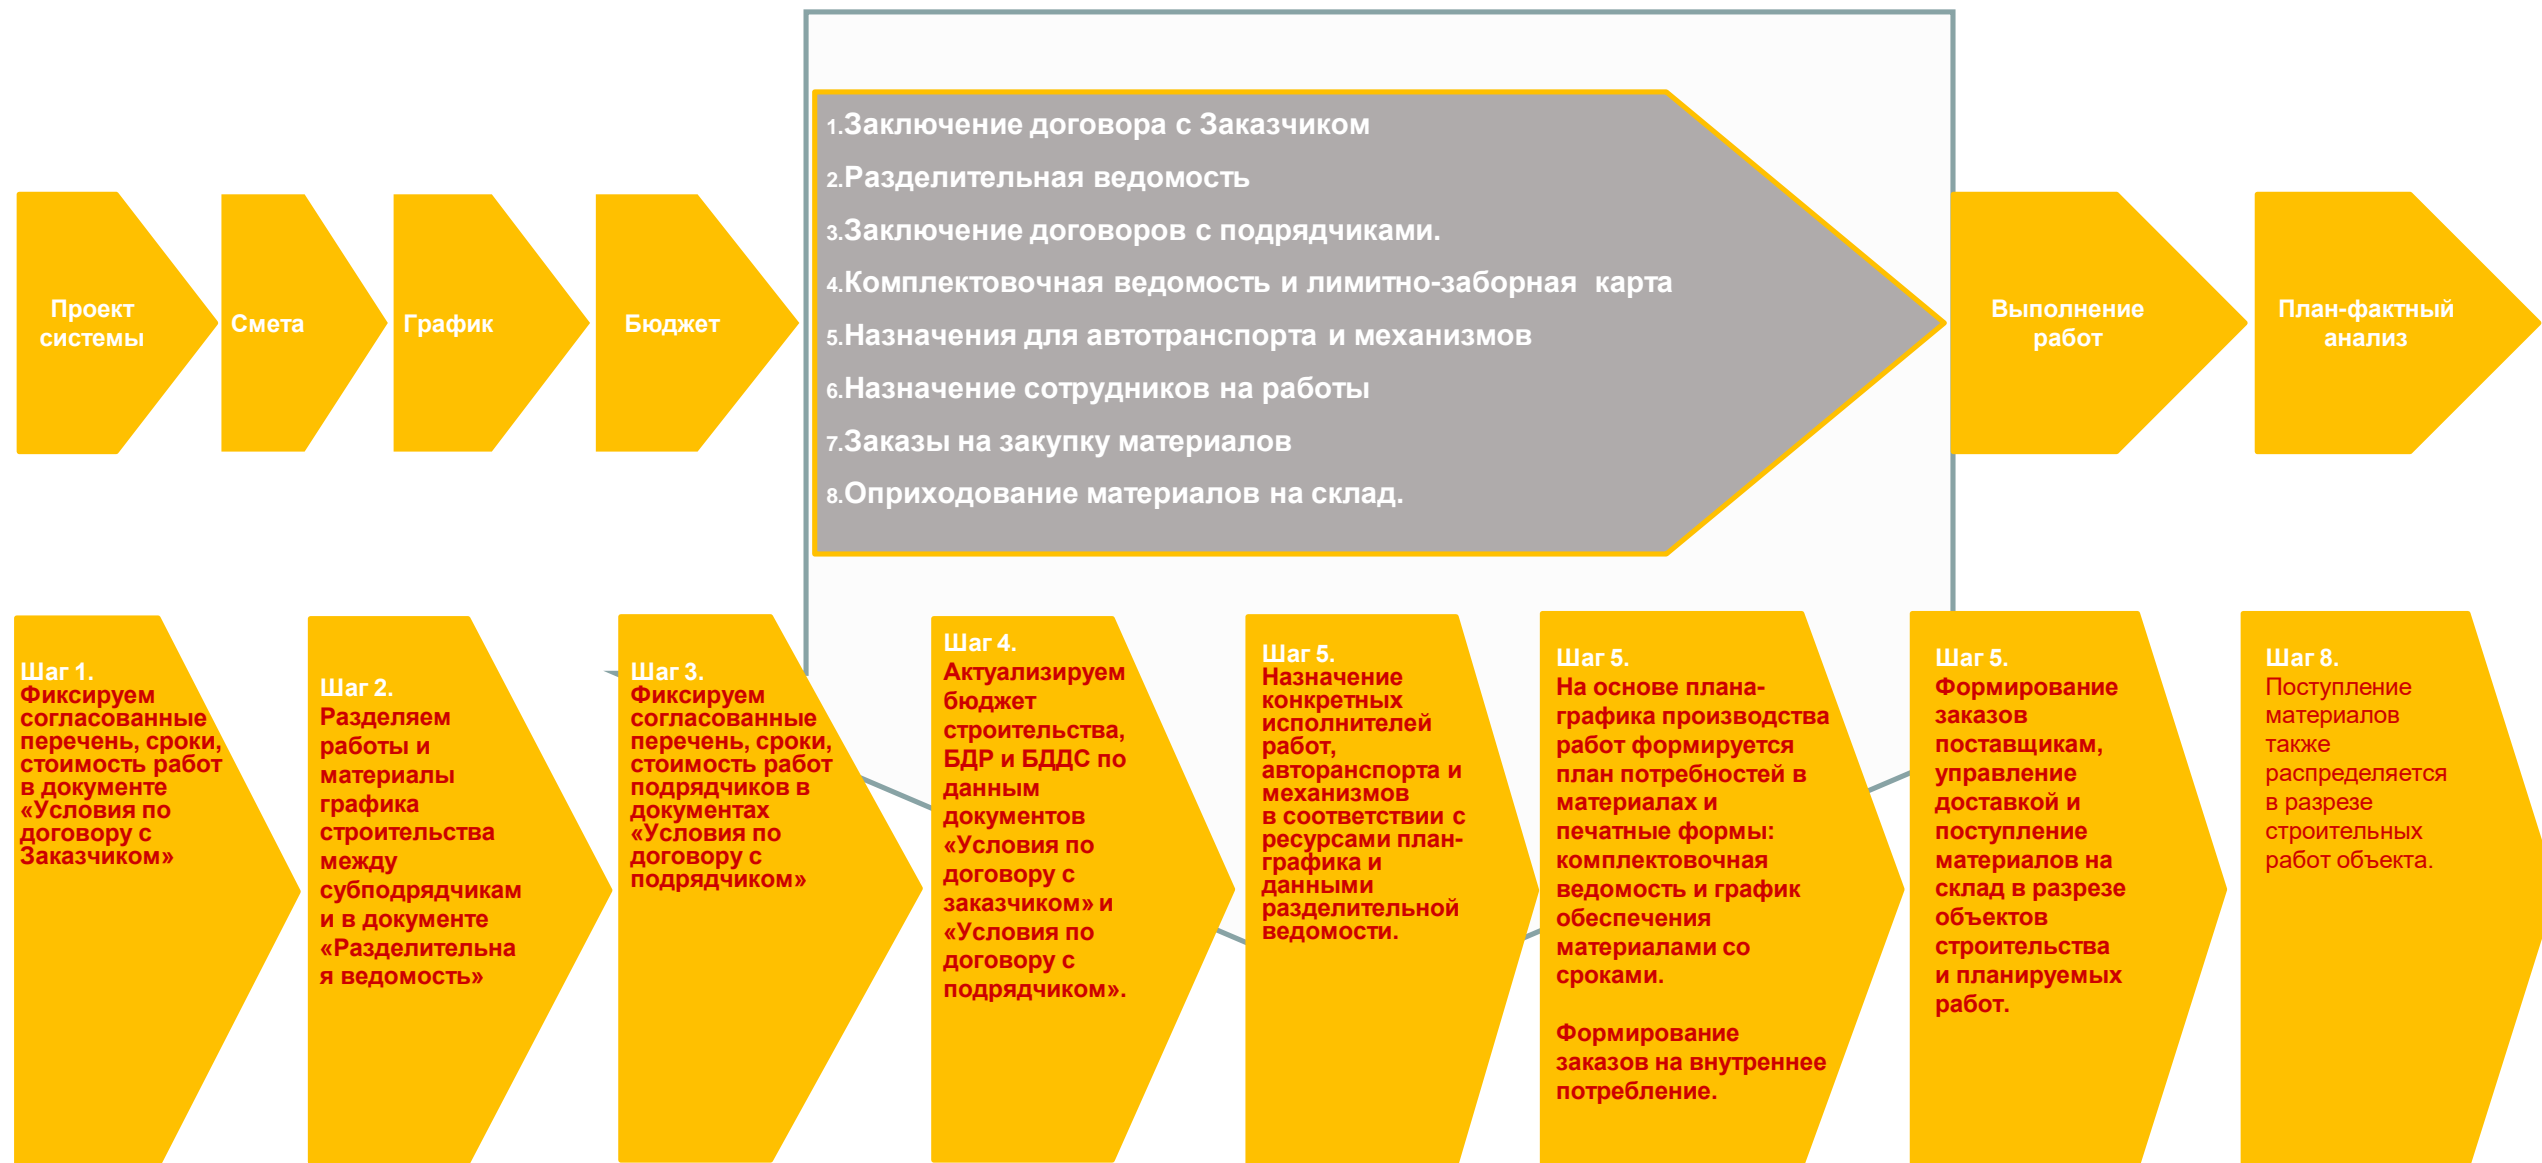 1.Заключение договора с Заказчиком
2.Разделительная ведомость
3.Заключение договоров с подрядчиками.
4.Комплектовочная ведомость и лимитно-заборная карта
5.Назначения для автотранспорта и механизмов
6.Назначение сотрудников на работы
7.Заказы на закупку материалов
8.Оприходование материалов на склад.
Проект
системы
Смета
График
Бюджет
Выполнение
работ
План-фактный
анализ
Шаг 1.
Фиксируем
согласованные
перечень, сроки,
стоимость работ
в документе
«Условия по
договору с
Заказчиком»
Шаг 2.
Разделяем
работы и
материалы
графика
строительства
между
субподрядчикам
и в документе
«Разделительна
я ведомость»
Шаг 3.
Фиксируем
согласованные
перечень, сроки,
стоимость работ
подрядчиков в
документах
«Условия по
договору с
подрядчиком»
Шаг 4.
Актуализируем
бюджет
строительства,
БДР и БДДС по
данным
документов
«Условия по
договору с
заказчиком» и
«Условия по
договору с
подрядчиком».
Шаг 5.
Назначение
конкретных
исполнителей
работ,
авторанспорта и
механизмов
в соответствии с
ресурсами план-
графика и
данными
разделительной
ведомости.
Шаг 5.
На основе плана-
графика производства
работ формируется
план потребностей в
материалах и
печатные формы:
комплектовочная
ведомость и график
обеспечения
материалами со
сроками.
Формирование
заказов на внутреннее
потребление.
Шаг 5.
Формирование
заказов
поставщикам,
управление
доставкой и
поступление
материалов на
склад в разрезе
объектов
строительства
и планируемых
работ.
Шаг 8.
Поступление
материалов
также
распределяется
в разрезе
строительных
работ объекта.